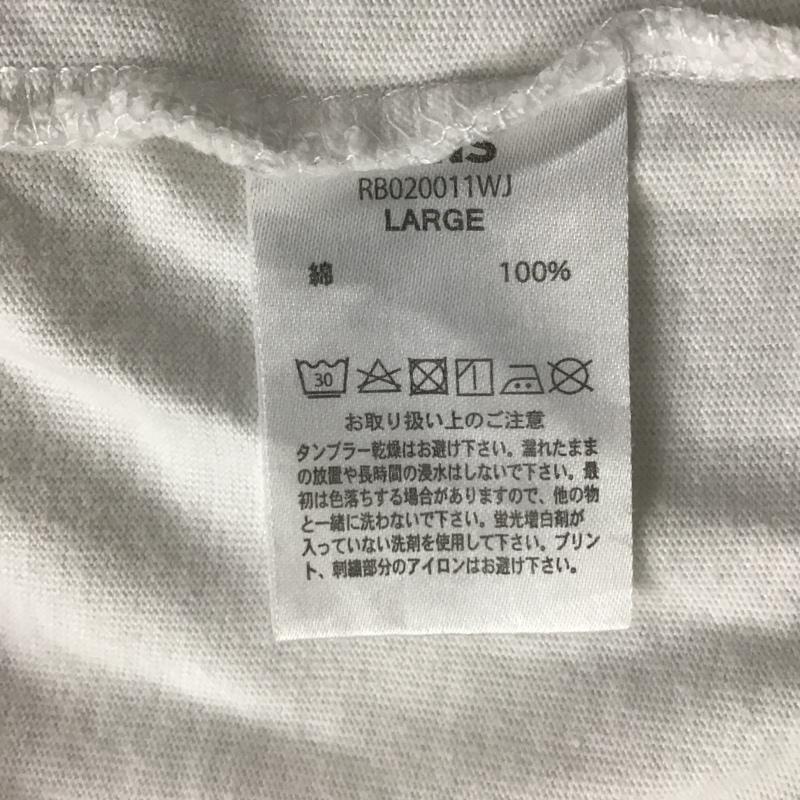 RB020011WJ
LARGE
綿 100%
30
お取り扱い上のご注意
タンブラー乾燥はお避け下さい。濡れたまま
の放置や長時間の浸水はしないで下さい。最
初は色落ちする場合がありますので、他の物
と一緒に洗わないで下さい。蛍光増白剤が
入っていない洗剤を使用して下さい。プリン
ト、刺繍部分のアイロンはお避け下さい。